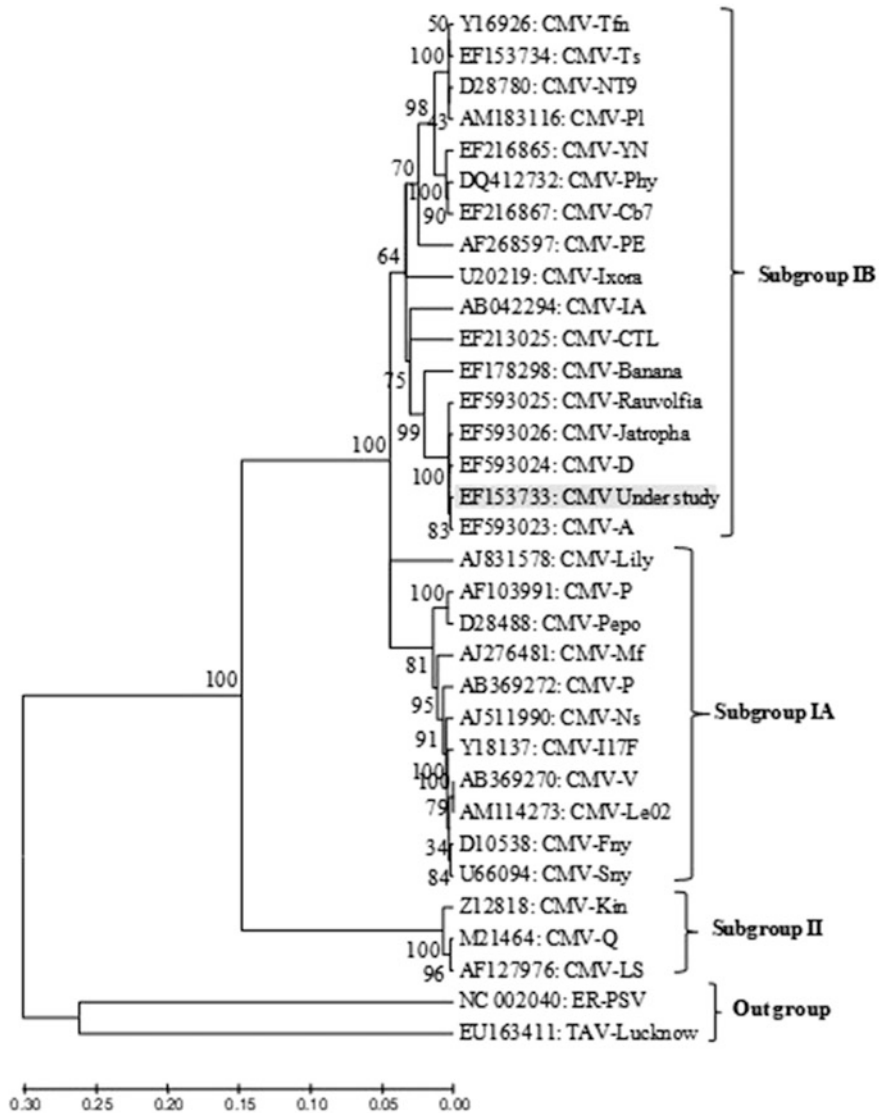 50 Y16926: CMV-Tfn
100 EF153734: CMV-Ts
D28780: CMV-NT9
98
43 AM183116: CMV-Pl
EF216865: CMV-YN
70
100 DQ412732: CMV-Phy
90 EF216867: CMV-Cb7
AF268597: CMV-PE
64
U20219: CMV-Ixora
Subgroup IB
AB042294: CMV-IA
EF213025: CMV-CTL
75
EF178298: CMV-Banana
EF593025: CMV-Rauvolfia
99 EF593026: CMV-Jatropha
100
100 EF593024: CMV-D
EF153733: CMV Under study
83 EF593023: CMV-A
AJ831578: CMV-Lily
100 AF103991: CMV-P
D28488: CMV-Pepo
81
AJ276481: CMV-Mf
100
AB369272: CMV-P
95
AJ511990: CMV-Ns
Subgroup IA
91
Y18137: CMV-I17F
100
100 AB369270: CMV-V
79 AM114273: CMV-Le02
34 D10538: CMV-Fny
84 U66094: CMV-Sny
Z12818: CMV-Kin
Subgroup II
100 M21464: CMV-Q
96 AF127976: CMV-LS
NC 002040: ER-PSV
Outgroup
EU163411: TAV-Lucknow
0.30 0.25 0.20 0.15 0.10 0.05 0.00